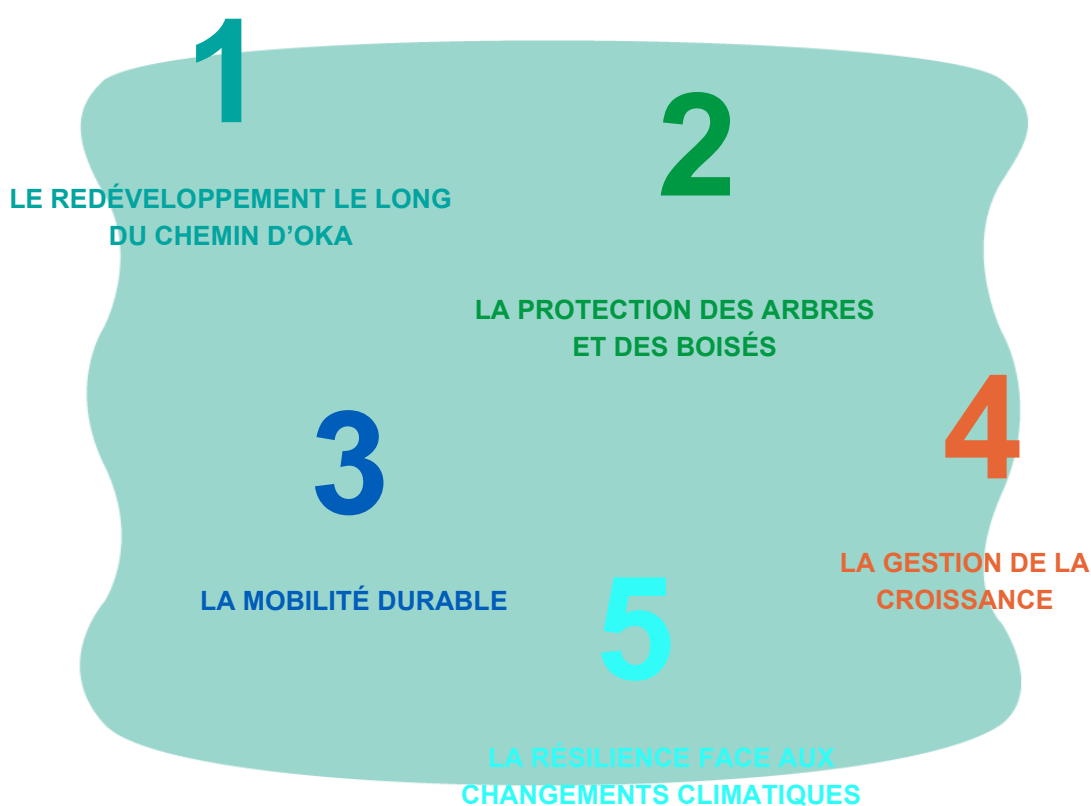 1
LE REDÉVELOPPEMENT LE LONG
DU CHEMIN D'OKA
2
LA PROTECTION DES ARBRES
ET DES BOISÉS
3
LA MOBILITÉ DURABLE
4
LA GESTION DE LA
CROISSANCE
5
LA RÉSILIENCE FACE AUX
CHANGEMENTS CLIMATIQUES